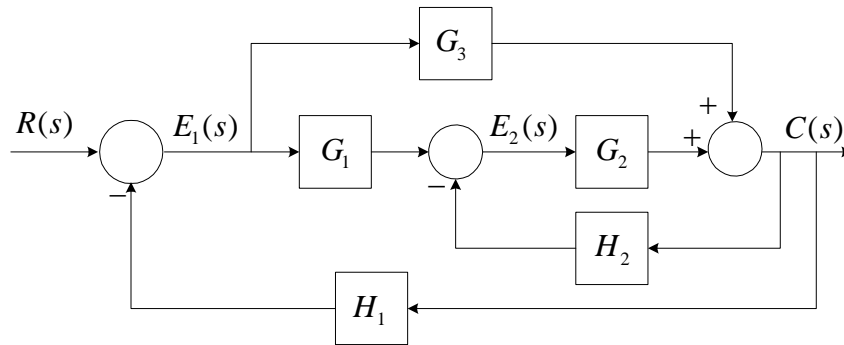 G₃
R(s)
E₁(s)
G₁
−
E₂(s)
G₂
+
+
C(s)
−
H₂
H₁